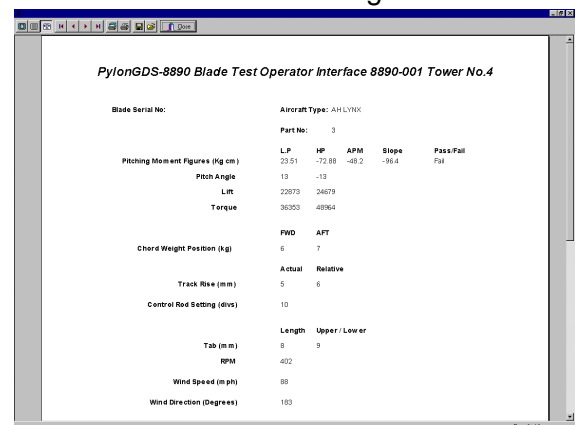 Close
PylonGDS-8890 Blade Test Operator Interface 8890-001 Tower No.4
Blade Serial No: Aircraft Type: AH LYNX
Part No: 3
L.P HP APM Slope Pass/Fail
Pitching Moment Figures (Kg cm) 23.51 -72.88 -48.2 -96.4 Fail
Pitch Angle 13 -13
Lift 22873 24679
Torque 36353 48964
FWD AFT
Chord Weight Position (kg) 6 7
Actual Relative
Track Rise (mm) 5 6
Control Rod Setting (divs) 10
Length Upper / Lower
Tab (mm) 8 9
RPM 402
Wind Speed (mph) 88
Wind Direction (Degrees) 183